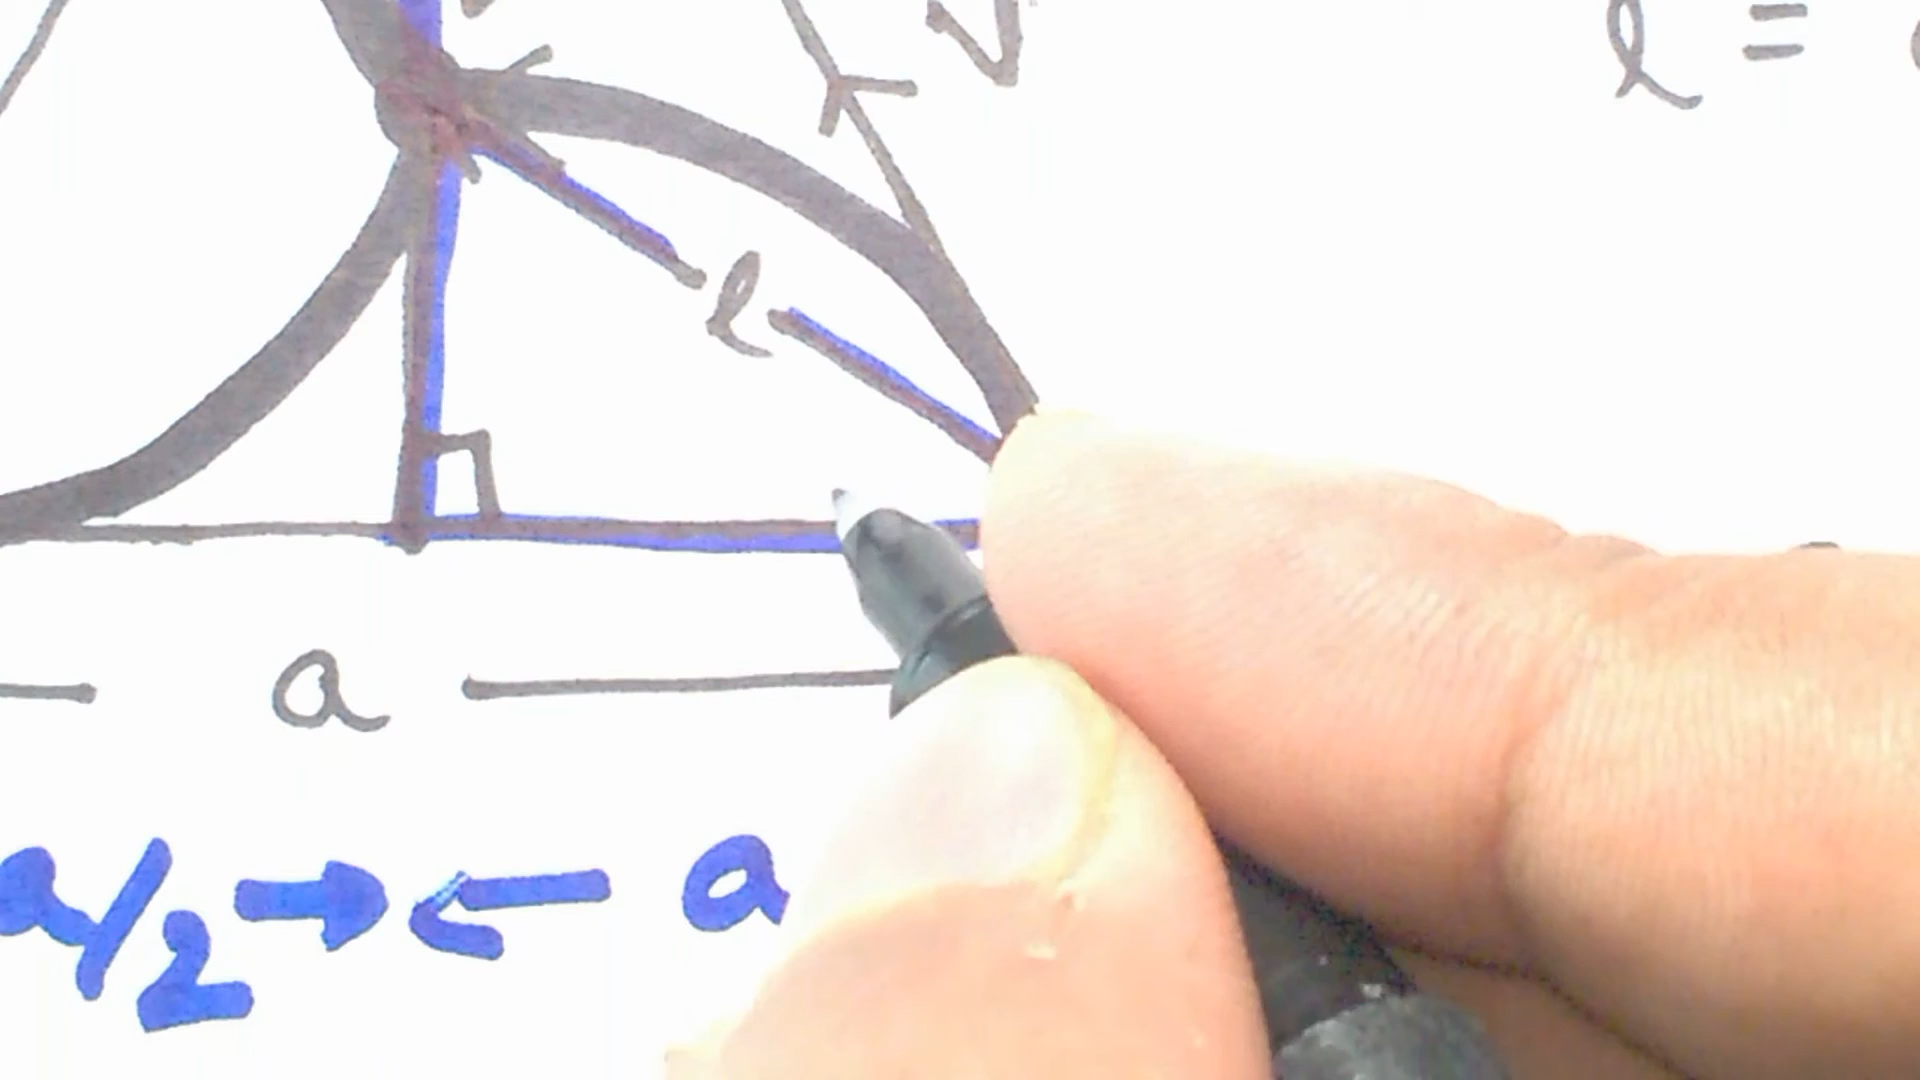 l =
l
a
a/2 → ← a